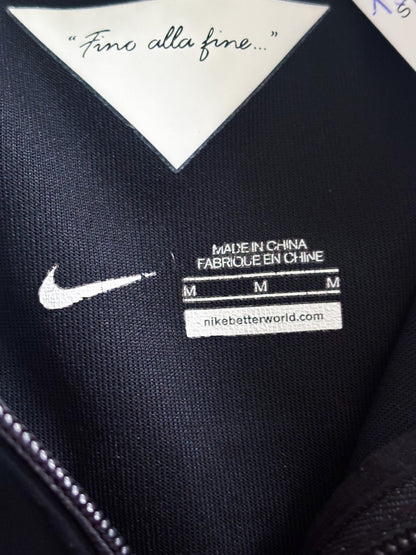 "Fino alla fine..."
MADE IN CHINA
FABRIQUE EN CHINE
M M M
nikebetterworld.com